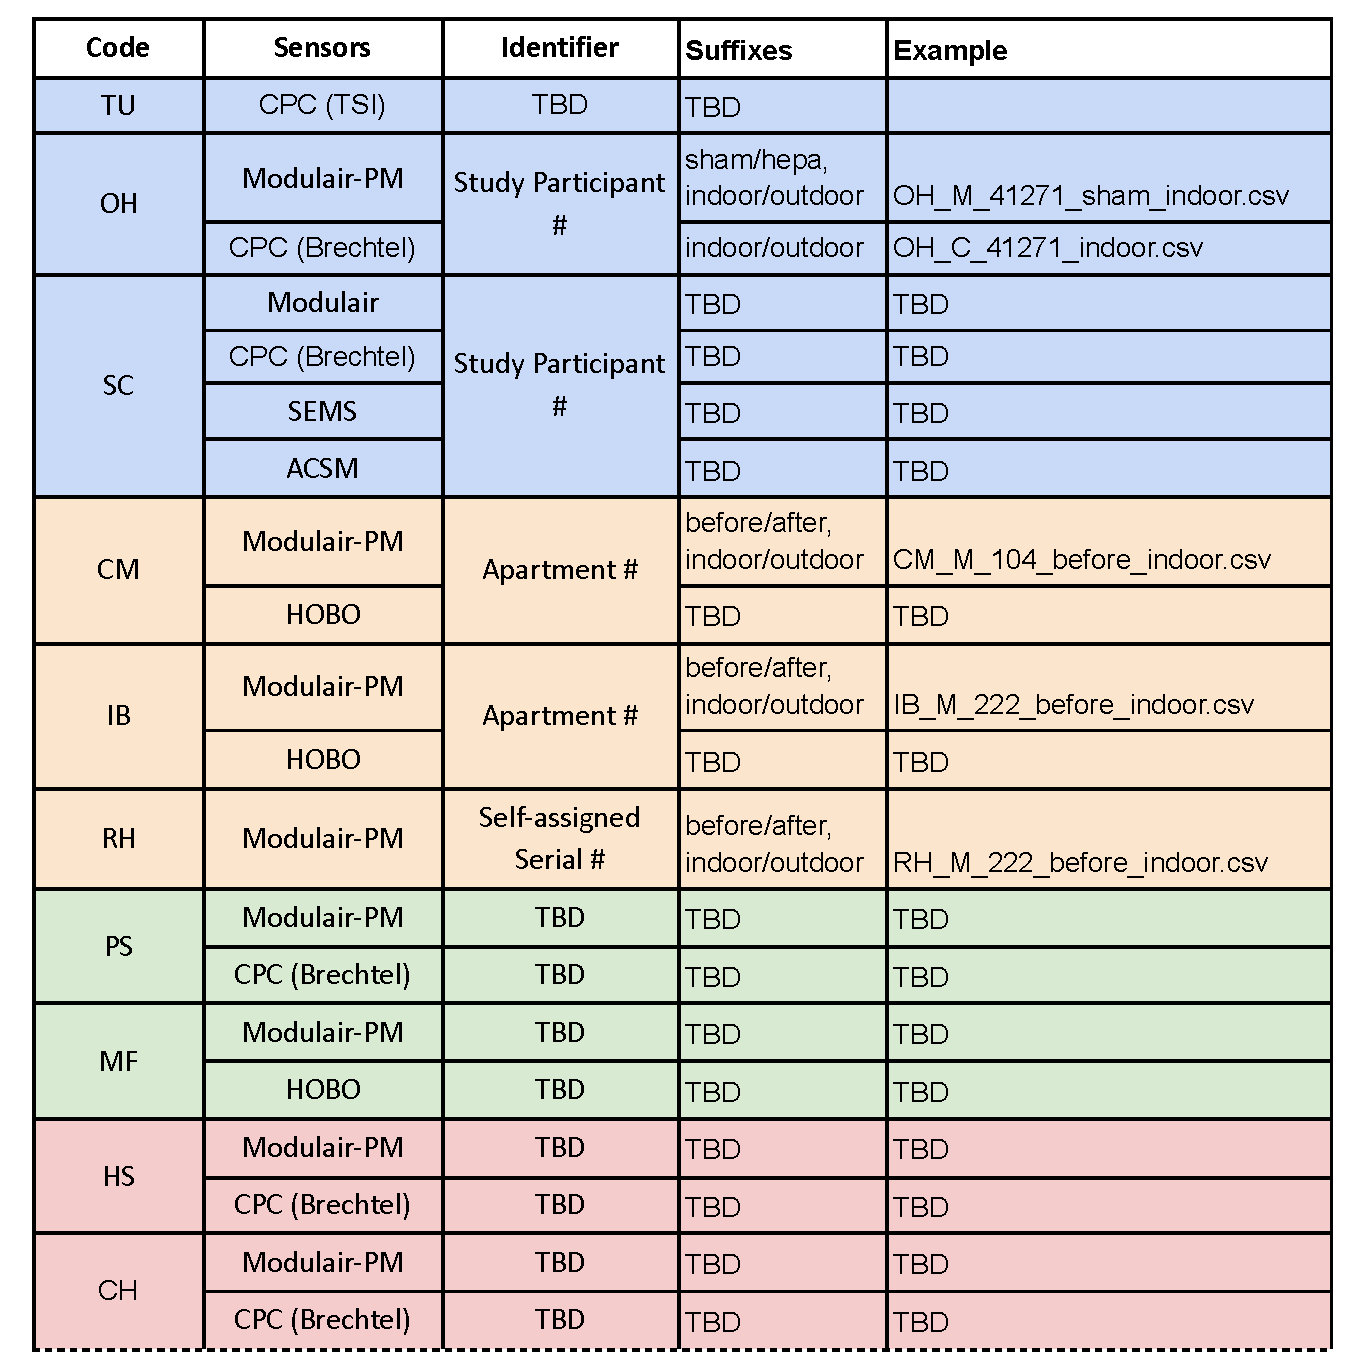 Code Sensors Identifier Suffixes Example
TU CPC (TSI) TBD TBD
OH Modulair-PM Study Participant # sham/hepa,
indoor/outdoor OH_M_41271_sham_indoor.csv
CPC (Brechtel) indoor/outdoor OH_C_41271_indoor.csv
SC Modulair Study Participant # TBD TBD
CPC (Brechtel) TBD TBD
SEMS TBD TBD
ACSM TBD TBD
CM Modulair-PM Apartment # before/after,
indoor/outdoor CM_M_104_before_indoor.csv
HOBO TBD TBD
IB Modulair-PM Apartment # before/after,
indoor/outdoor IB_M_222_before_indoor.csv
HOBO TBD TBD
RH Modulair-PM Self-assigned Serial # before/after,
indoor/outdoor RH_M_222_before_indoor.csv
PS Modulair-PM TBD TBD TBD
CPC (Brechtel) TBD TBD TBD
MF Modulair-PM TBD TBD TBD
HOBO TBD TBD TBD
HS Modulair-PM TBD TBD TBD
CPC (Brechtel) TBD TBD TBD
CH Modulair-PM TBD TBD TBD
CPC (Brechtel) TBD TBD TBD